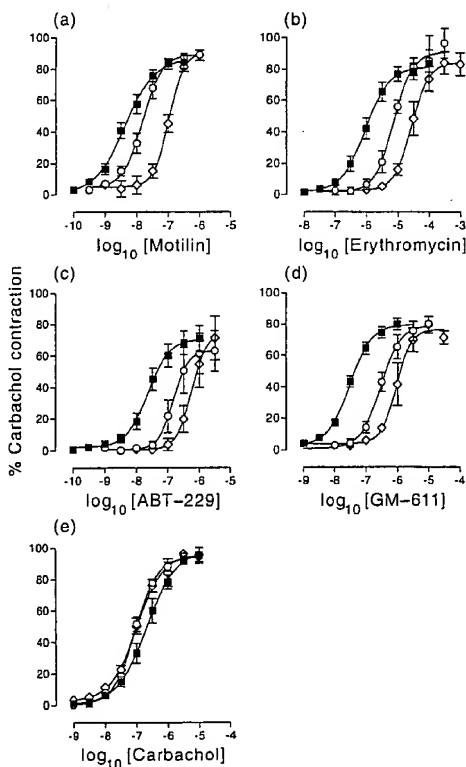 (a)
100
80
60
40
20
0
-10 -9 -8 -7 -6 -5
log10 [Motilin]
(b)
100
80
60
40
20
0
-8 -7 -6 -5 -4 -3
log10 [Erythromycin]
% Carbachol contraction
(c)
100
80
60
40
20
0
-10 -9 -8 -7 -6 -5
log10 [ABT-229]
(d)
100
80
60
40
20
0
-9 -8 -7 -6 -5 -4
log10 [GM-611]
(e)
100
80
60
40
20
0
-9 -8 -7 -6 -5 -4
log10 [Carbachol]